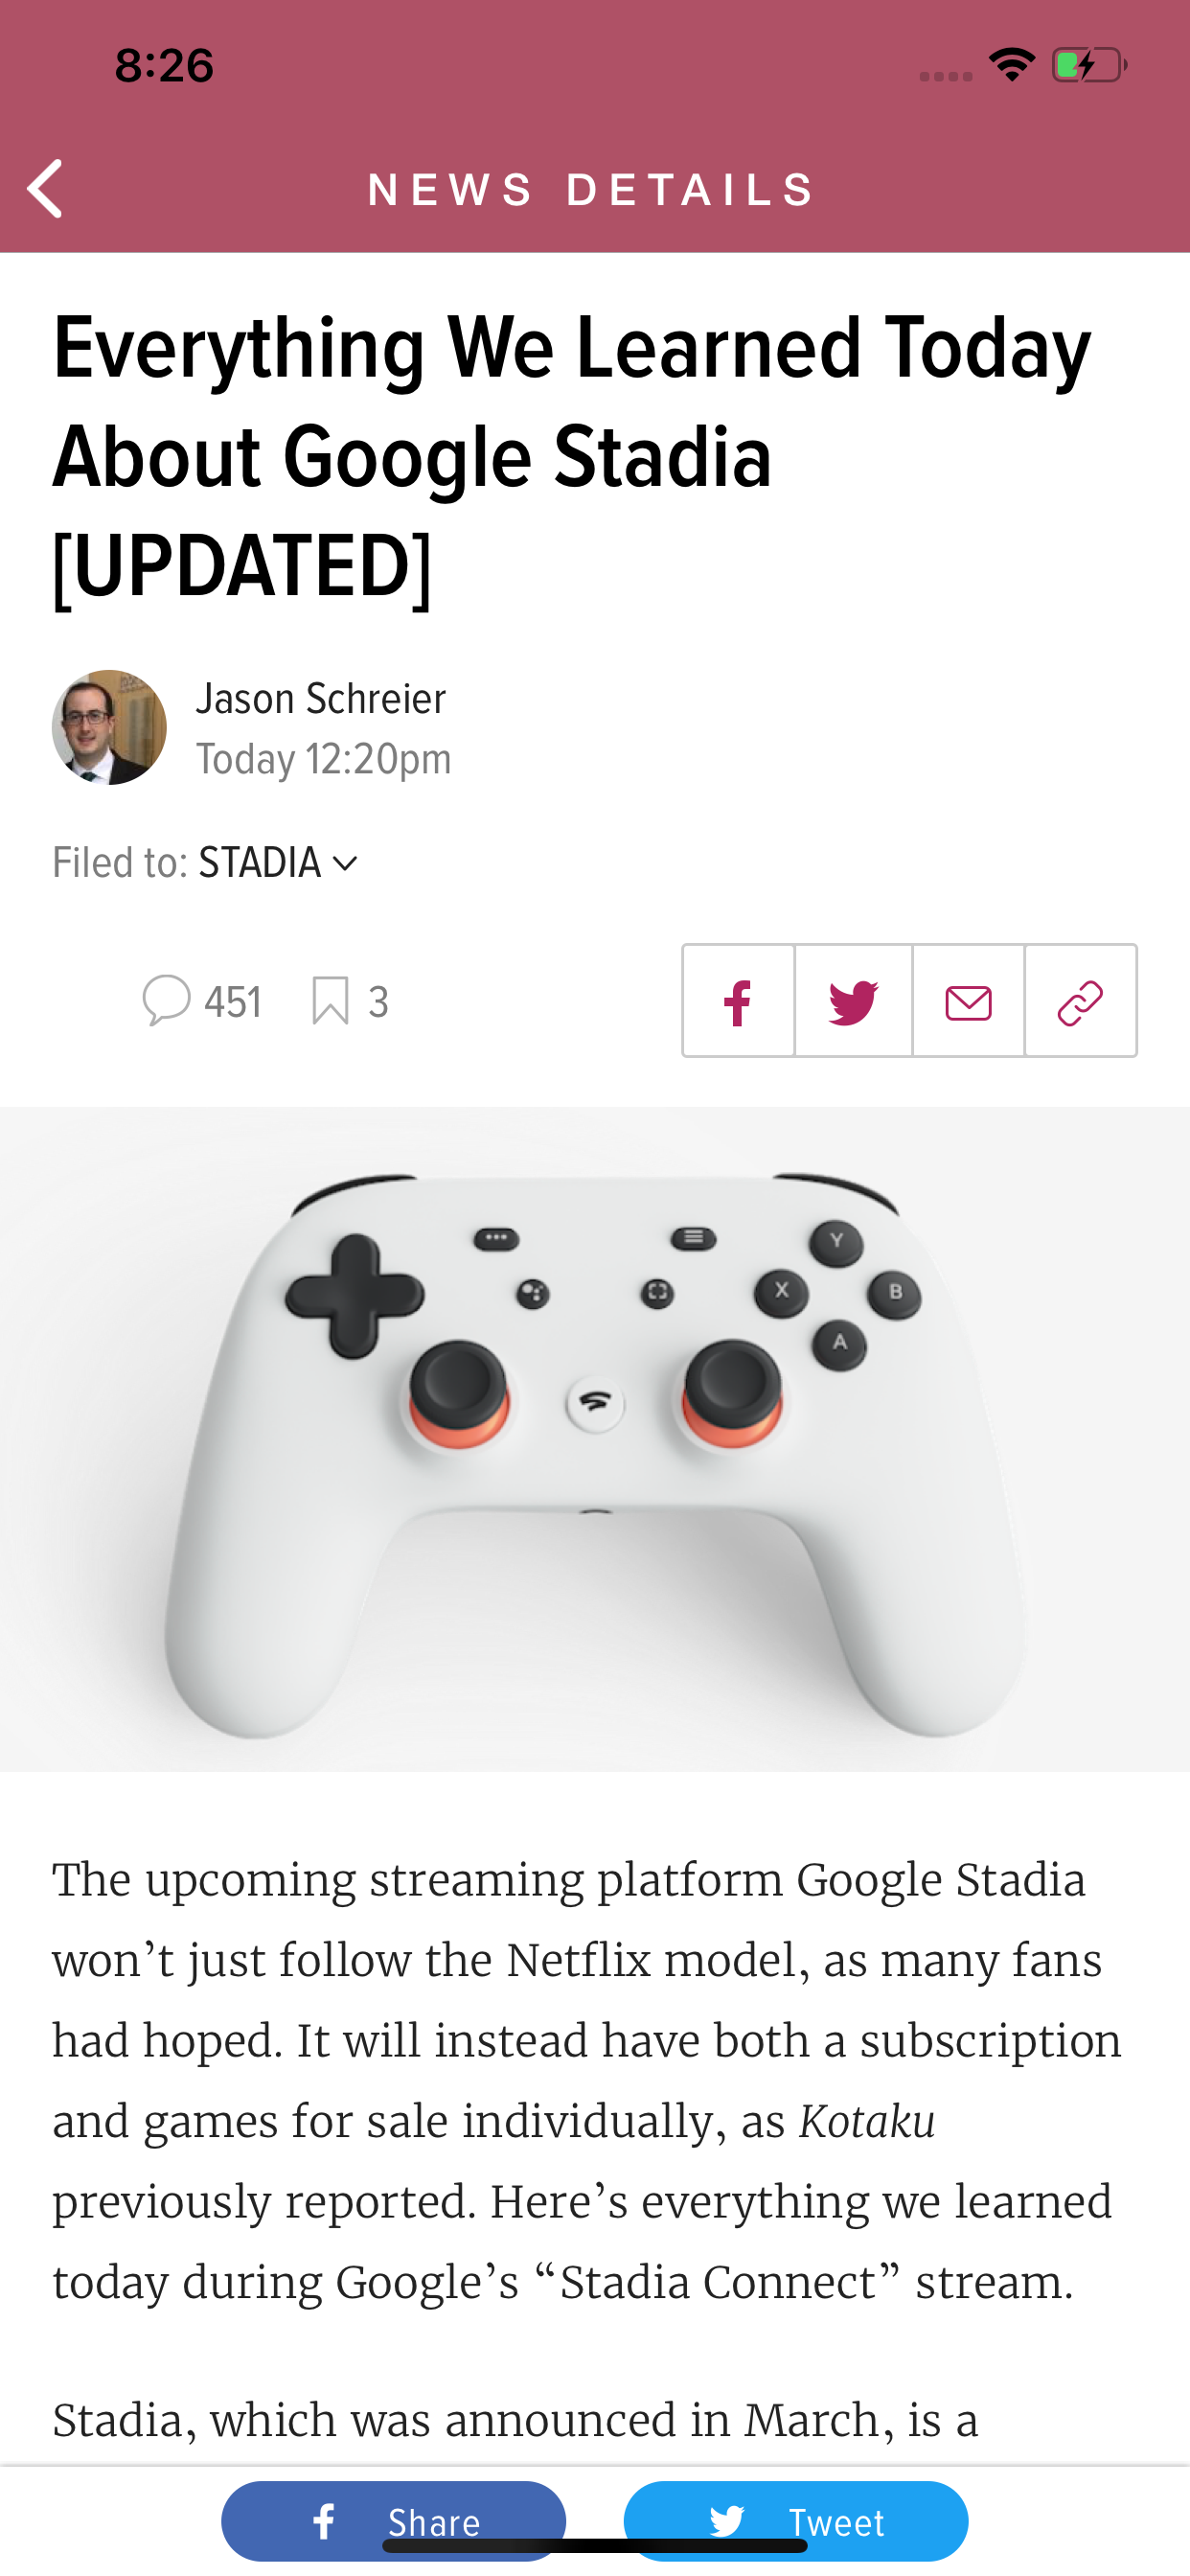 8:26
NEWS DETAILS
Everything We Learned Today
About Google Stadia
[UPDATED]
Jason Schreier
Today 12:20pm
Filed to: STADIA
451 3
Y
X B
A
The upcoming streaming platform Google Stadia
won’t just follow the Netflix model, as many fans
had hoped. It will instead have both a subscription
and games for sale individually, as Kotaku
previously reported. Here’s everything we learned
today during Google’s “Stadia Connect” stream.
Stadia, which was announced in March, is a
Share Tweet